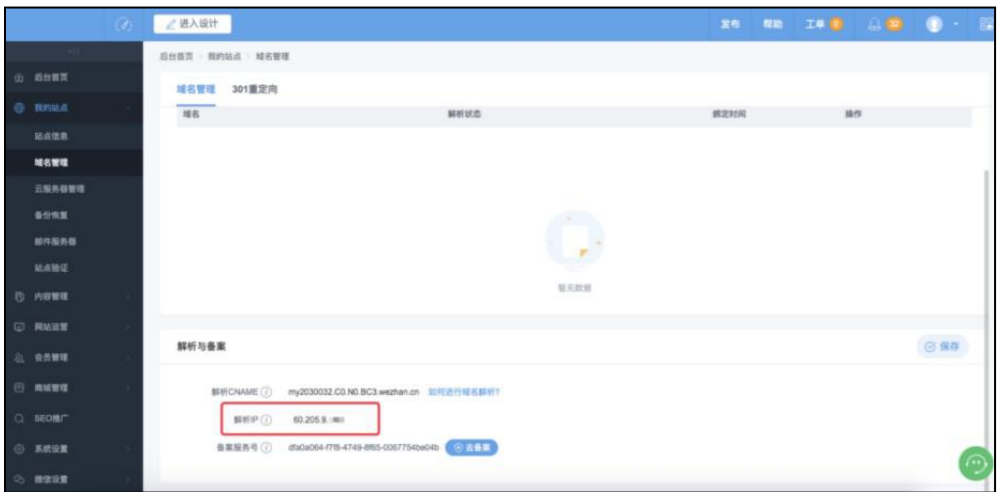 进入设计
发布 帮助 工单 0 32
后台首页 > 我的站点 > 域名管理
后台首页
我的站点
站点信息
域名管理
云服务器管理
备份恢复
邮件服务器
站点验证
内容管理
网站运营
会员管理
商城管理
SEO推广
系统设置
微信设置
域名管理 301重定向
域名 解析状态 绑定时间 操作
暂无数据
解析与备案 保存
解析CNAME my2030032.C0.N0.BC3.wezhan.cn 如何进行域名解析?
解析IP 60.205.9.
备案服务号 去备案